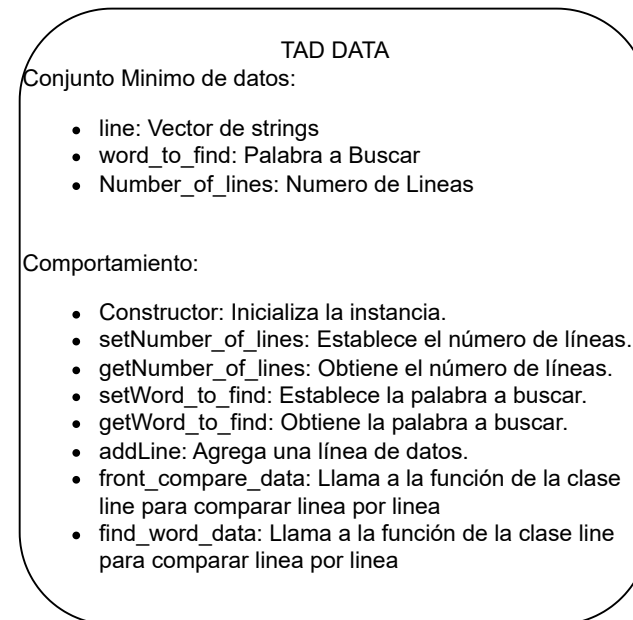 TAD DATA
Conjunto Minimo de datos:
line: Vector de strings
word_to_find: Palabra a Buscar
Number_of_lines: Numero de Lineas
Comportamiento:
Constructor: Inicializa la instancia.
setNumber_of_lines: Establece el número de líneas.
getNumber_of_lines: Obtiene el número de líneas.
setWord_to_find: Establece la palabra a buscar.
getWord_to_find: Obtiene la palabra a buscar.
addLine: Agrega una línea de datos.
front_compare_data: Llama a la función de la clase
line para comparar linea por linea
find_word_data: Llama a la función de la clase line
para comparar linea por linea